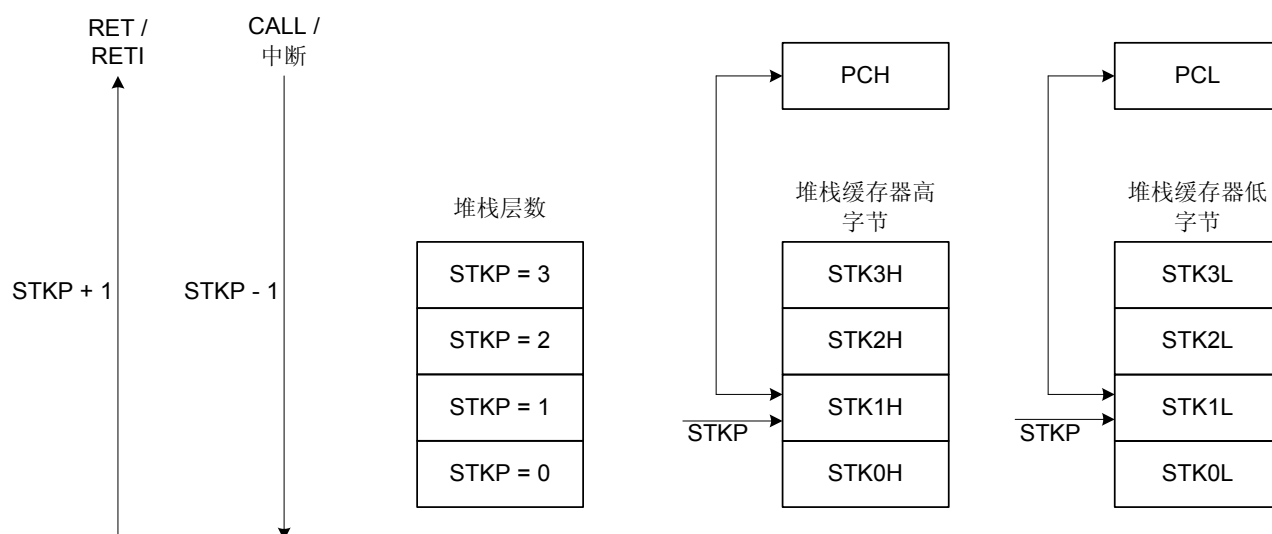 RET /
RETI
CALL /
中断
STKP + 1
STKP - 1
堆栈层数
STKP = 3
STKP = 2
STKP = 1
STKP = 0
PCH
堆栈缓存器高
字节
STK3H
STK2H
STK1H
STK0H
STKP
PCL
堆栈缓存器低
字节
STK3L
STK2L
STK1L
STK0L
STKP